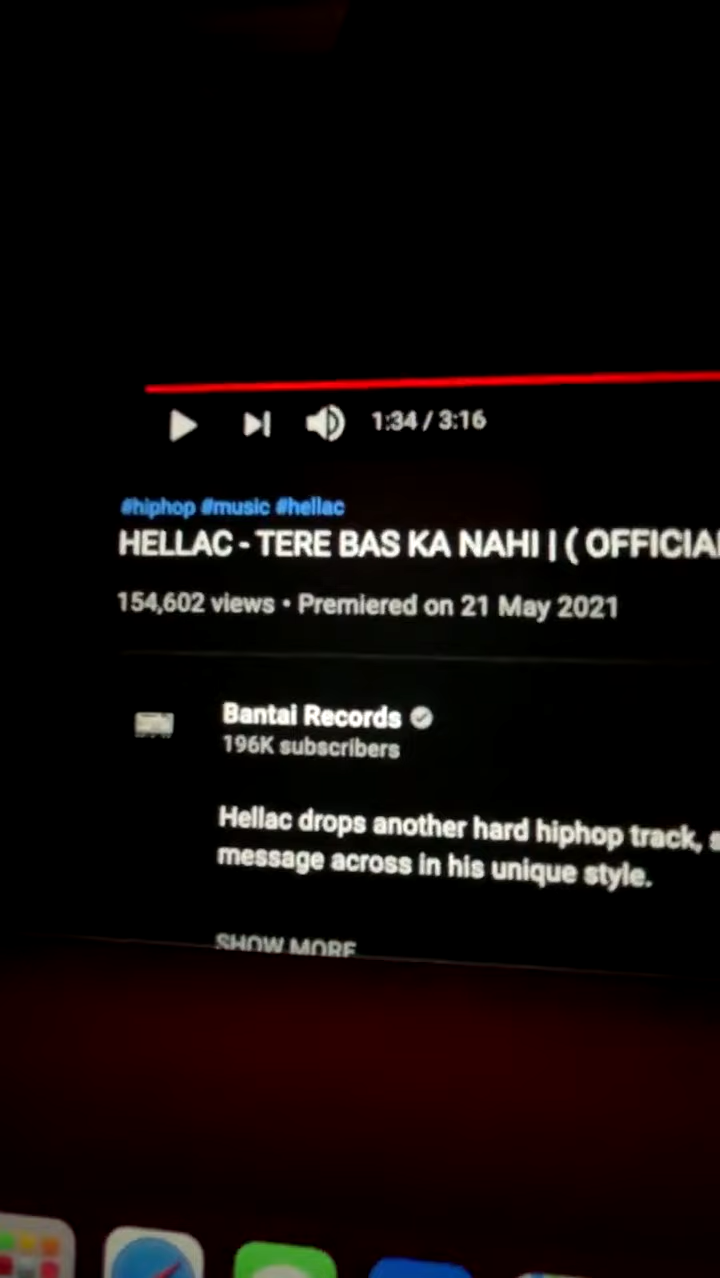 1:34 / 3:16
#hiphop #music #hellac
HELLAC - TERE BAS KA NAHI | ( OFFICIAL
154,602 views • Premiered on 21 May 2021
Bantai Records
196K subscribers
Hellac drops another hard hiphop track, s
message across in his unique style.
SHOW MORE